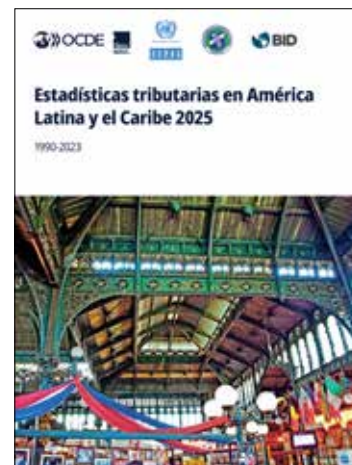 OCDE
BID
Estadísticas tributarias en América
Latina y el Caribe 2025
1990-2023